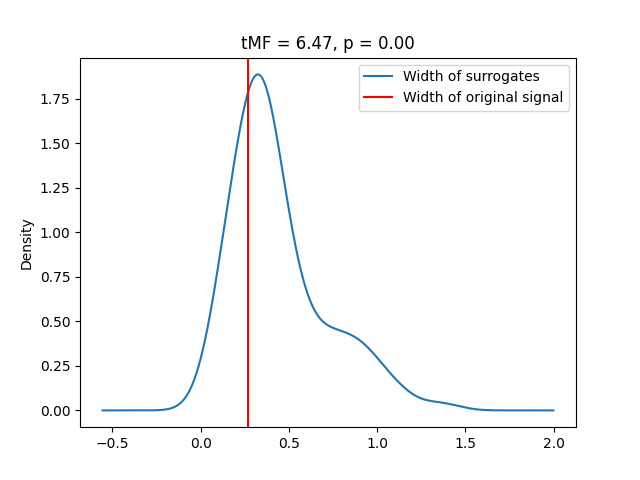 tMF = 6.47, p = 0.00
Width of surrogates
Width of original signal
Density
1.75
1.50
1.25
1.00
0.75
0.50
0.25
0.00
−0.5 0.0 0.5 1.0 1.5 2.0